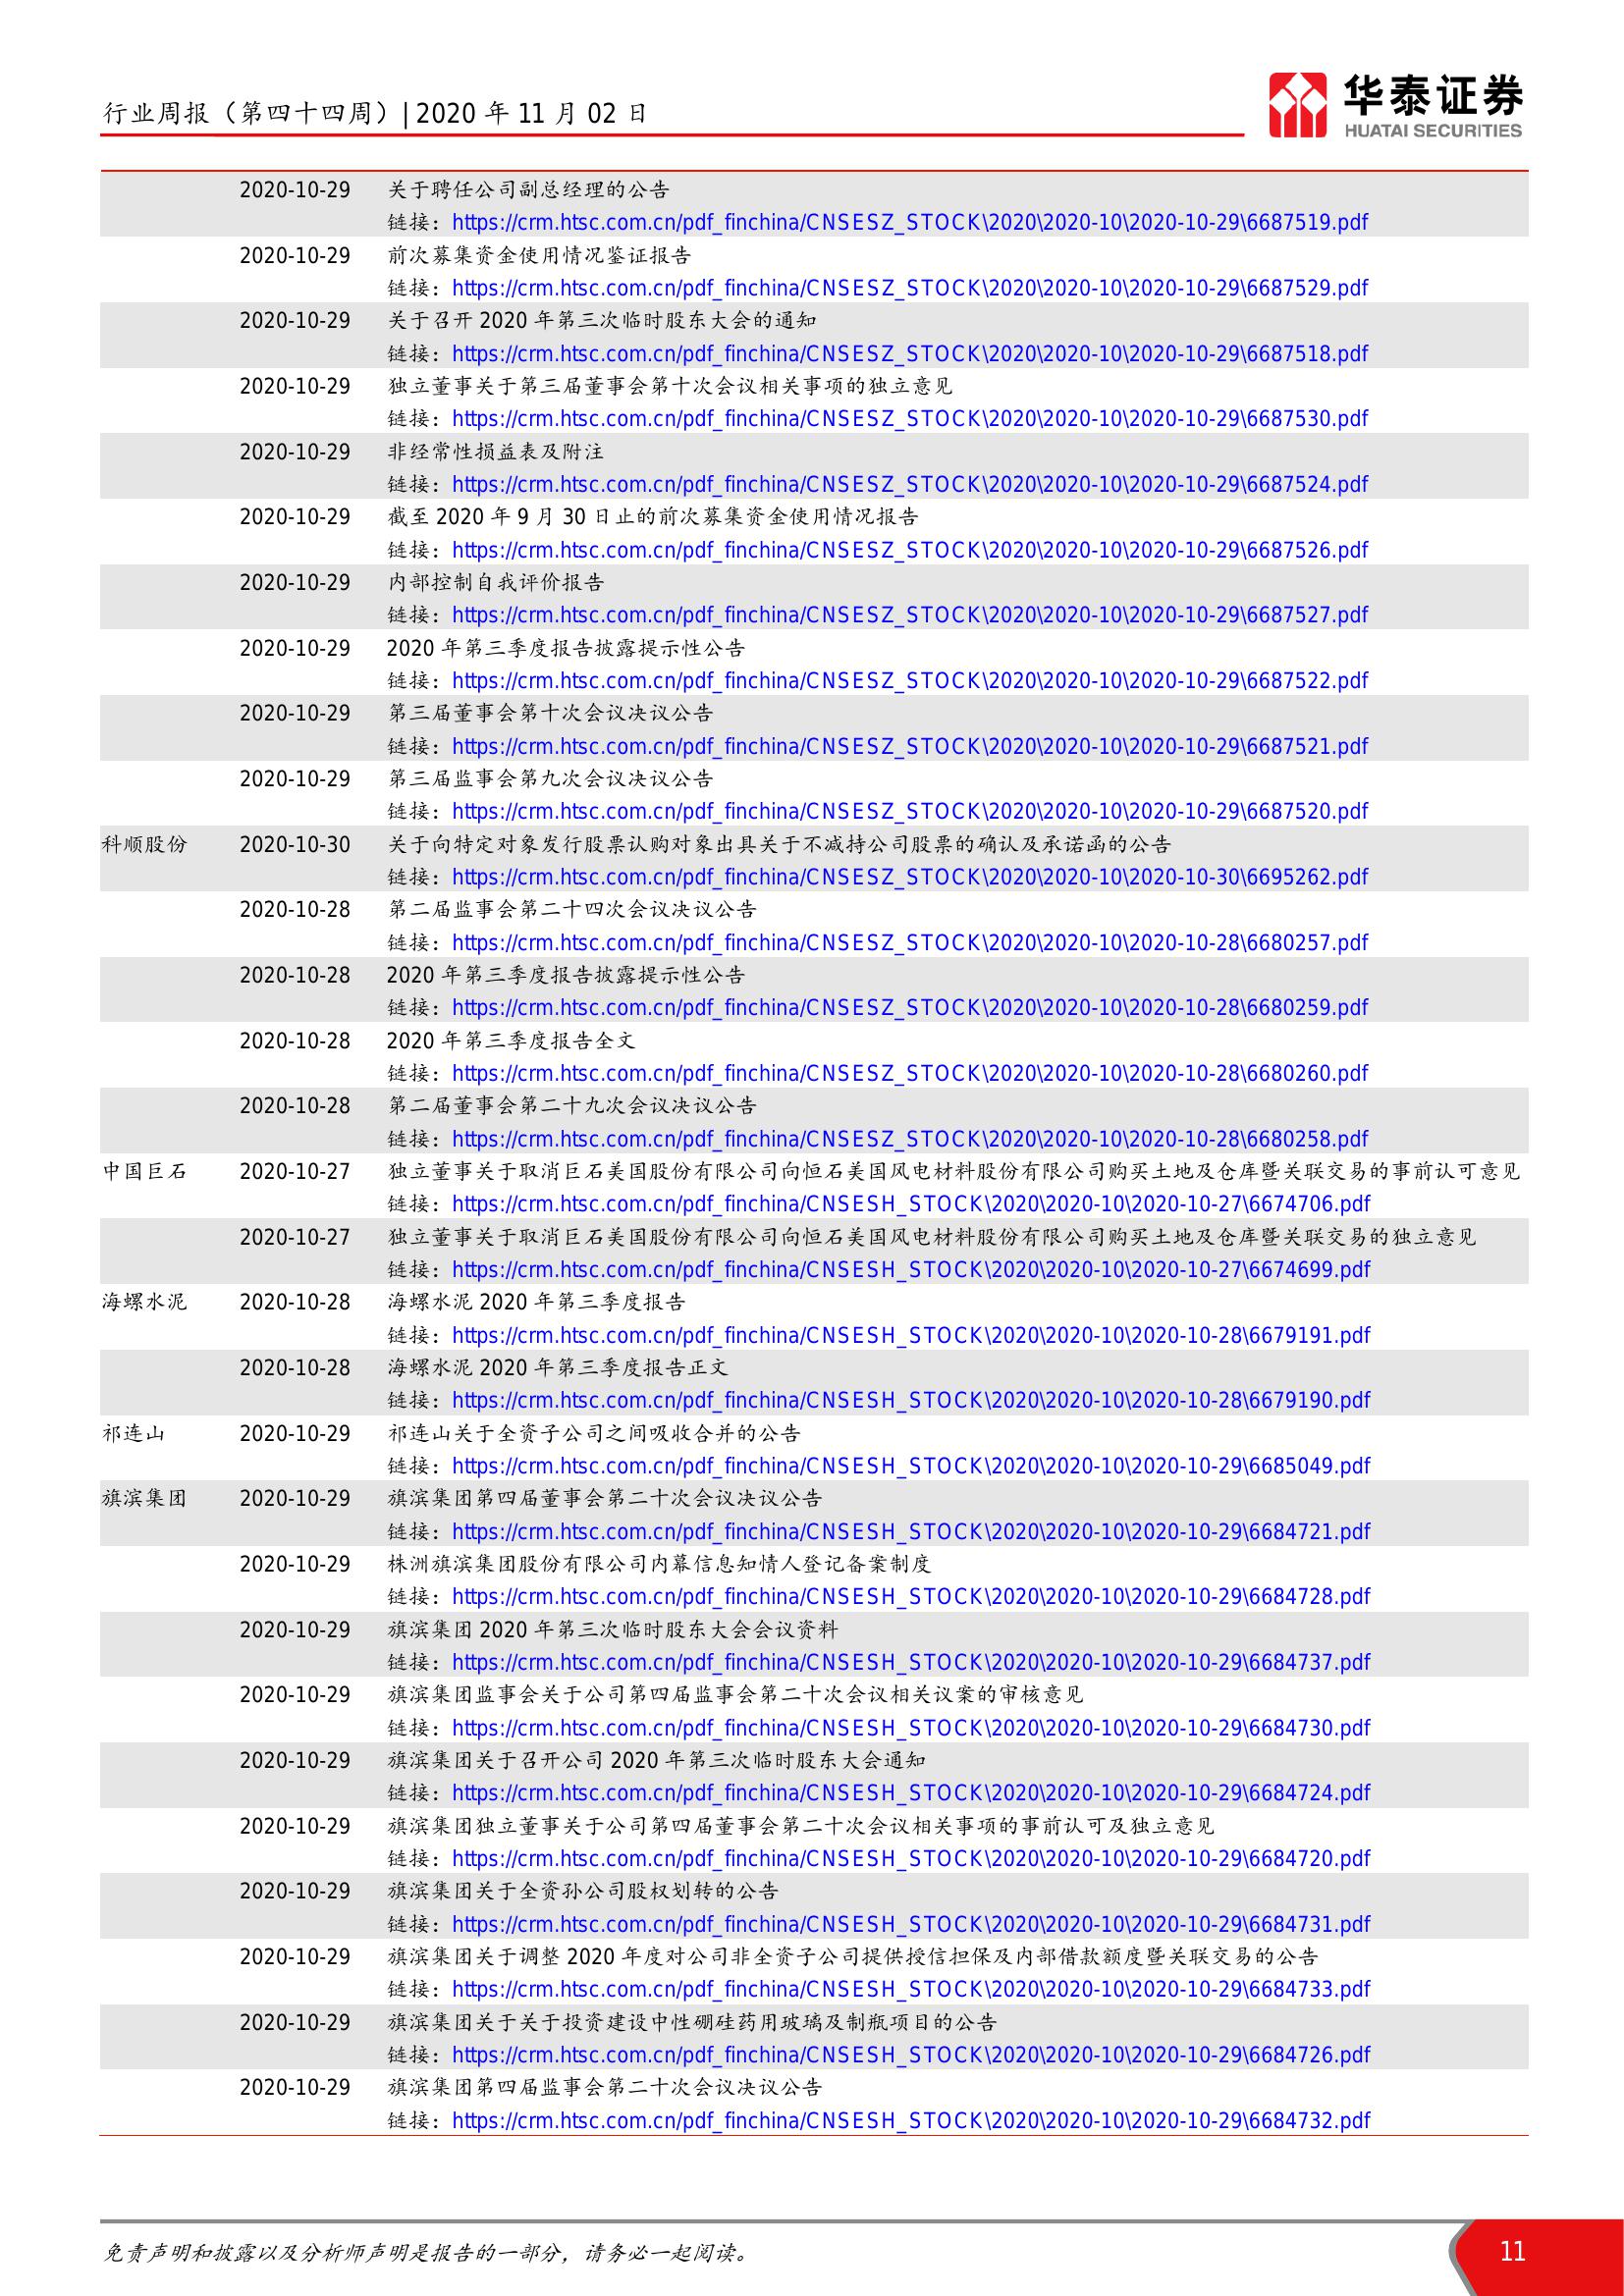 行业周报（第四十四周）| 2020 年 11 月 02 日
华泰证券
HUATAI SECURITIES
2020-10-29 关于聘任公司副总经理的公告
链接：https://crm.htsc.com.cn/pdf_finchina/CNSESZ_STOCK\2020\2020-10\2020-10-29\6687519.pdf
2020-10-29 前次募集资金使用情况鉴证报告
链接：https://crm.htsc.com.cn/pdf_finchina/CNSESZ_STOCK\2020\2020-10\2020-10-29\6687529.pdf
2020-10-29 关于召开 2020 年第三次临时股东大会的通知
链接：https://crm.htsc.com.cn/pdf_finchina/CNSESZ_STOCK\2020\2020-10\2020-10-29\6687518.pdf
2020-10-29 独立董事关于第三届董事会第十次会议相关事项的独立意见
链接：https://crm.htsc.com.cn/pdf_finchina/CNSESZ_STOCK\2020\2020-10\2020-10-29\6687530.pdf
2020-10-29 非经常性损益表及附注
链接：https://crm.htsc.com.cn/pdf_finchina/CNSESZ_STOCK\2020\2020-10\2020-10-29\6687524.pdf
2020-10-29 截至 2020 年 9 月 30 日止的前次募集资金使用情况报告
链接：https://crm.htsc.com.cn/pdf_finchina/CNSESZ_STOCK\2020\2020-10\2020-10-29\6687526.pdf
2020-10-29 内部控制自我评价报告
链接：https://crm.htsc.com.cn/pdf_finchina/CNSESZ_STOCK\2020\2020-10\2020-10-29\6687527.pdf
2020-10-29 2020 年第三季度报告披露提示性公告
链接：https://crm.htsc.com.cn/pdf_finchina/CNSESZ_STOCK\2020\2020-10\2020-10-29\6687522.pdf
2020-10-29 第三届董事会第十次会议决议公告
链接：https://crm.htsc.com.cn/pdf_finchina/CNSESZ_STOCK\2020\2020-10\2020-10-29\6687521.pdf
2020-10-29 第三届监事会第九次会议决议公告
链接：https://crm.htsc.com.cn/pdf_finchina/CNSESZ_STOCK\2020\2020-10\2020-10-29\6687520.pdf
科顺股份 2020-10-30 关于向特定对象发行股票认购对象出具关于不减持公司股票的确认及承诺函的公告
链接：https://crm.htsc.com.cn/pdf_finchina/CNSESZ_STOCK\2020\2020-10\2020-10-30\6695262.pdf
2020-10-28 第二届监事会第二十四次会议决议公告
链接：https://crm.htsc.com.cn/pdf_finchina/CNSESZ_STOCK\2020\2020-10\2020-10-28\6680257.pdf
2020-10-28 2020 年第三季度报告披露提示性公告
链接：https://crm.htsc.com.cn/pdf_finchina/CNSESZ_STOCK\2020\2020-10\2020-10-28\6680259.pdf
2020-10-28 2020 年第三季度报告全文
链接：https://crm.htsc.com.cn/pdf_finchina/CNSESZ_STOCK\2020\2020-10\2020-10-28\6680260.pdf
2020-10-28 第二届董事会第二十九次会议决议公告
链接：https://crm.htsc.com.cn/pdf_finchina/CNSESZ_STOCK\2020\2020-10\2020-10-28\6680258.pdf
中国巨石 2020-10-27 独立董事关于取消巨石美国股份有限公司向恒石美国风电材料股份有限公司购买土地及仓库暨关联交易的事前认可意见
链接：https://crm.htsc.com.cn/pdf_finchina/CNSESH_STOCK\2020\2020-10\2020-10-27\6674706.pdf
2020-10-27 独立董事关于取消巨石美国股份有限公司向恒石美国风电材料股份有限公司购买土地及仓库暨关联交易的独立意见
链接：https://crm.htsc.com.cn/pdf_finchina/CNSESH_STOCK\2020\2020-10\2020-10-27\6674699.pdf
海螺水泥 2020-10-28 海螺水泥 2020 年第三季度报告
链接：https://crm.htsc.com.cn/pdf_finchina/CNSESH_STOCK\2020\2020-10\2020-10-28\6679191.pdf
2020-10-28 海螺水泥 2020 年第三季度报告正文
链接：https://crm.htsc.com.cn/pdf_finchina/CNSESH_STOCK\2020\2020-10\2020-10-28\6679190.pdf
祁连山 2020-10-29 祁连山关于全资子公司之间吸收合并的公告
链接：https://crm.htsc.com.cn/pdf_finchina/CNSESH_STOCK\2020\2020-10\2020-10-29\6685049.pdf
旗滨集团 2020-10-29 旗滨集团第四届董事会第二十次会议决议公告
链接：https://crm.htsc.com.cn/pdf_finchina/CNSESH_STOCK\2020\2020-10\2020-10-29\6684721.pdf
2020-10-29 株洲旗滨集团股份有限公司内幕信息知情人登记备案制度
链接：https://crm.htsc.com.cn/pdf_finchina/CNSESH_STOCK\2020\2020-10\2020-10-29\6684728.pdf
2020-10-29 旗滨集团 2020 年第三次临时股东大会会议资料
链接：https://crm.htsc.com.cn/pdf_finchina/CNSESH_STOCK\2020\2020-10\2020-10-29\6684737.pdf
2020-10-29 旗滨集团监事会关于公司第四届监事会第二十次会议相关议案的审核意见
链接：https://crm.htsc.com.cn/pdf_finchina/CNSESH_STOCK\2020\2020-10\2020-10-29\6684730.pdf
2020-10-29 旗滨集团关于召开公司 2020 年第三次临时股东大会通知
链接：https://crm.htsc.com.cn/pdf_finchina/CNSESH_STOCK\2020\2020-10\2020-10-29\6684724.pdf
2020-10-29 旗滨集团独立董事关于公司第四届董事会第二十次会议相关事项的事前认可及独立意见
链接：https://crm.htsc.com.cn/pdf_finchina/CNSESH_STOCK\2020\2020-10\2020-10-29\6684720.pdf
2020-10-29 旗滨集团关于全资孙公司股权划转的公告
链接：https://crm.htsc.com.cn/pdf_finchina/CNSESH_STOCK\2020\2020-10\2020-10-29\6684731.pdf
2020-10-29 旗滨集团关于调整 2020 年度对公司非全资子公司提供授信担保及内部借款额度暨关联交易的公告
链接：https://crm.htsc.com.cn/pdf_finchina/CNSESH_STOCK\2020\2020-10\2020-10-29\6684733.pdf
2020-10-29 旗滨集团关于关于投资建设中性硼硅药用玻璃及制瓶项目的公告
链接：https://crm.htsc.com.cn/pdf_finchina/CNSESH_STOCK\2020\2020-10\2020-10-29\6684726.pdf
2020-10-29 旗滨集团第四届监事会第二十次会议决议公告
链接：https://crm.htsc.com.cn/pdf_finchina/CNSESH_STOCK\2020\2020-10\2020-10-29\6684732.pdf
免责声明和披露以及分析师声明是报告的一部分，请务必一起阅读。
11